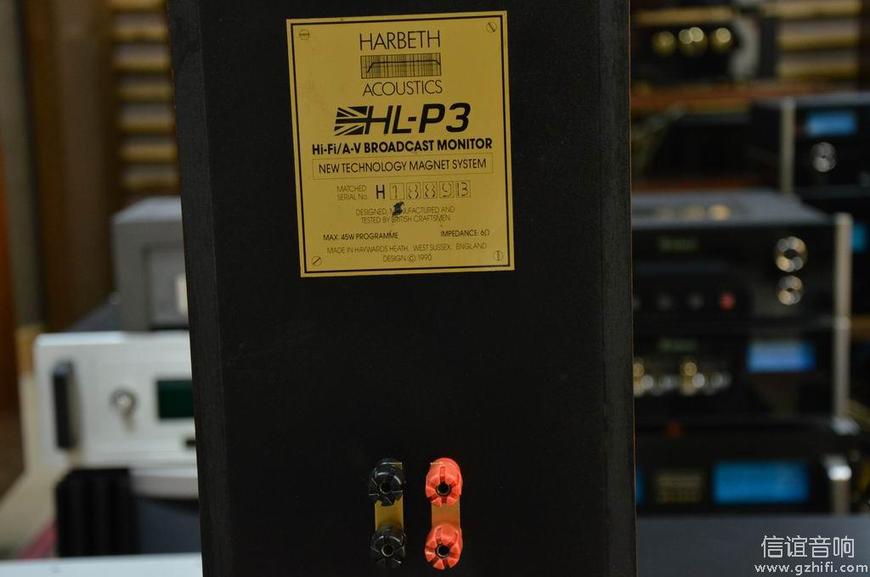 HARBETH
ACOUSTICS
HL-P3
Hi-Fi/A-V BROADCAST MONITOR
NEW TECHNOLOGY MAGNET SYSTEM
MATCHED
SERIAL No. H
DESIGNED, MANUFACTURED AND
TESTED BY BRITISH CRAFTSMEN
MAX. 45W PROGRAMME IMPEDANCE: 6Ω
MADE IN HAYWARDS HEATH, WEST SUSSEX, ENGLAND
DESIGN © 1990
信谊音响
www.gzhifi.com